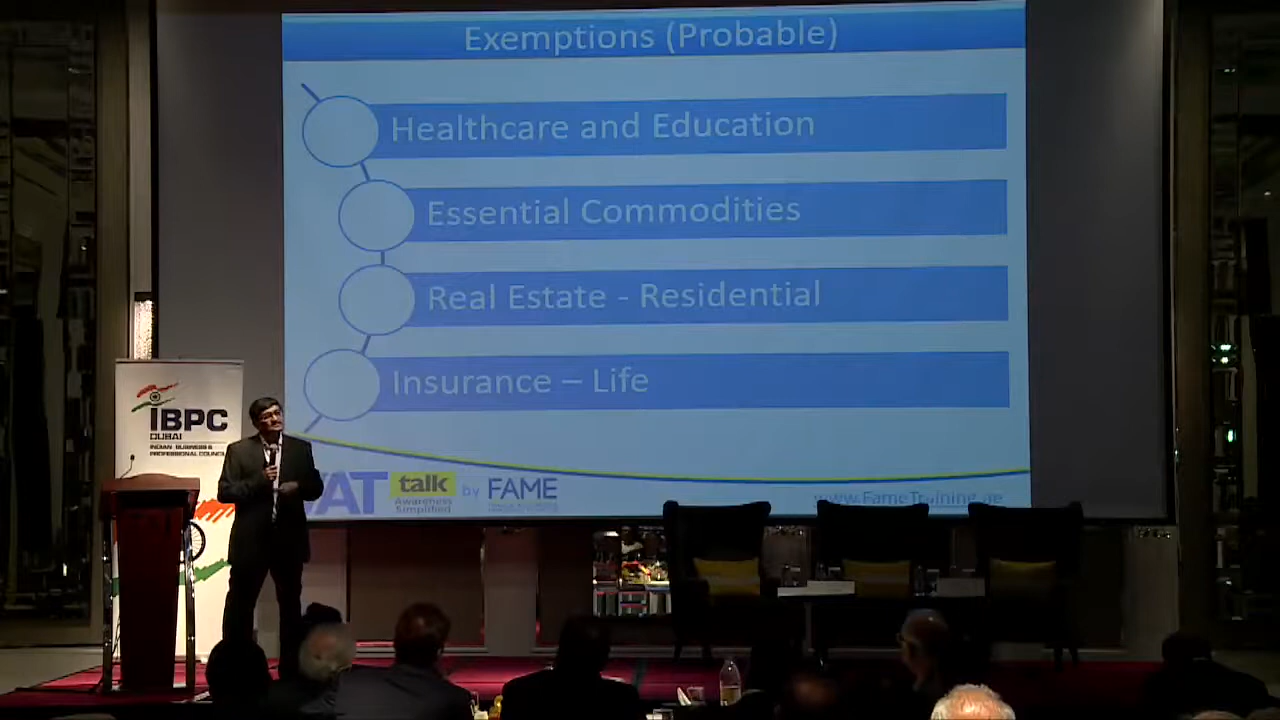 Exemptions (Probable)
Healthcare and Education
Essential Commodities
Real Estate - Residential
Insurance – Life
VAT talk by FAME
Awareness
Simplified
www.FameTraining.ae
IBPC
DUBAI
INDIAN BUSINESS &
PROFESSIONAL COUNCIL